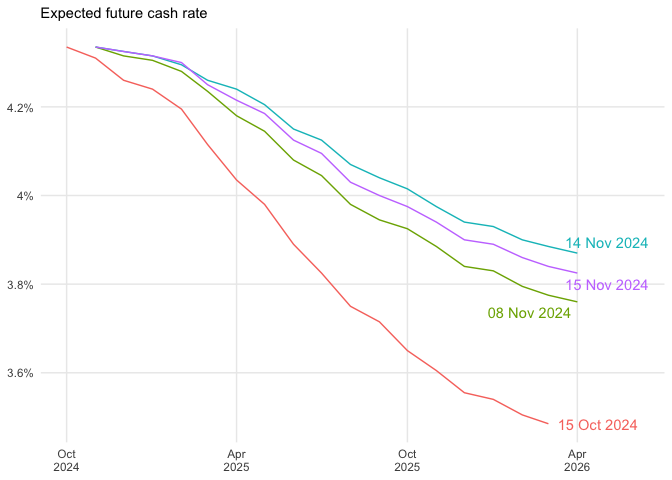 Expected future cash rate
4.2%
4%
3.8%
3.6%
14 Nov 2024
15 Nov 2024
08 Nov 2024
15 Oct 2024
Oct
2024
Apr
2025
Oct
2025
Apr
2026